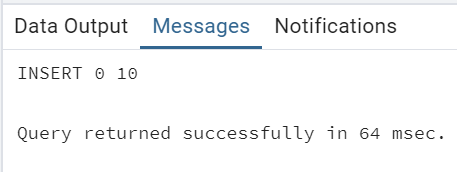 Data Output Messages Notifications
INSERT 0 10
Query returned successfully in 64 msec.